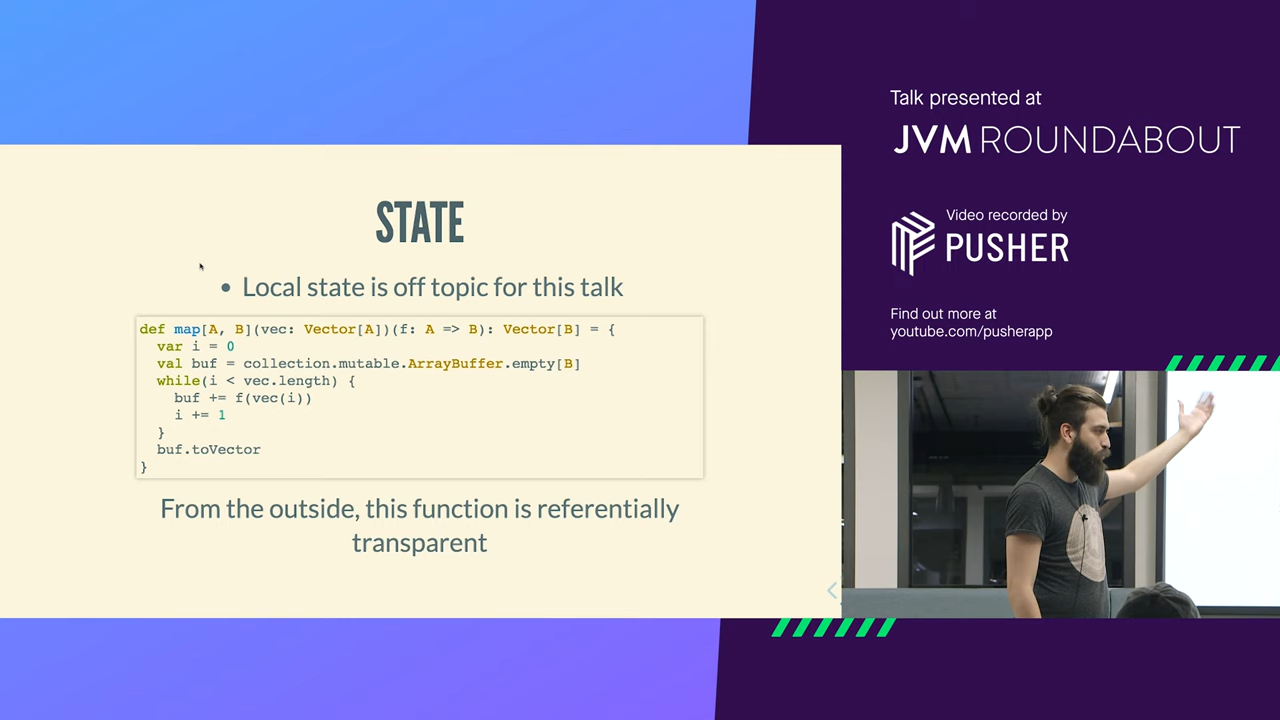 Talk presented at
JVM ROUNDABOUT
Video recorded by
PUSHER
Find out more at
youtube.com/pusherapp
STATE
• Local state is off topic for this talk
def map[A, B](vec: Vector[A])(f: A => B): Vector[B] = {
  var i = 0
  val buf = collection.mutable.ArrayBuffer.empty[B]
  while(i < vec.length) {
    buf += f(vec(i))
    i += 1
  }
  buf.toVector
}
From the outside, this function is referentially
transparent